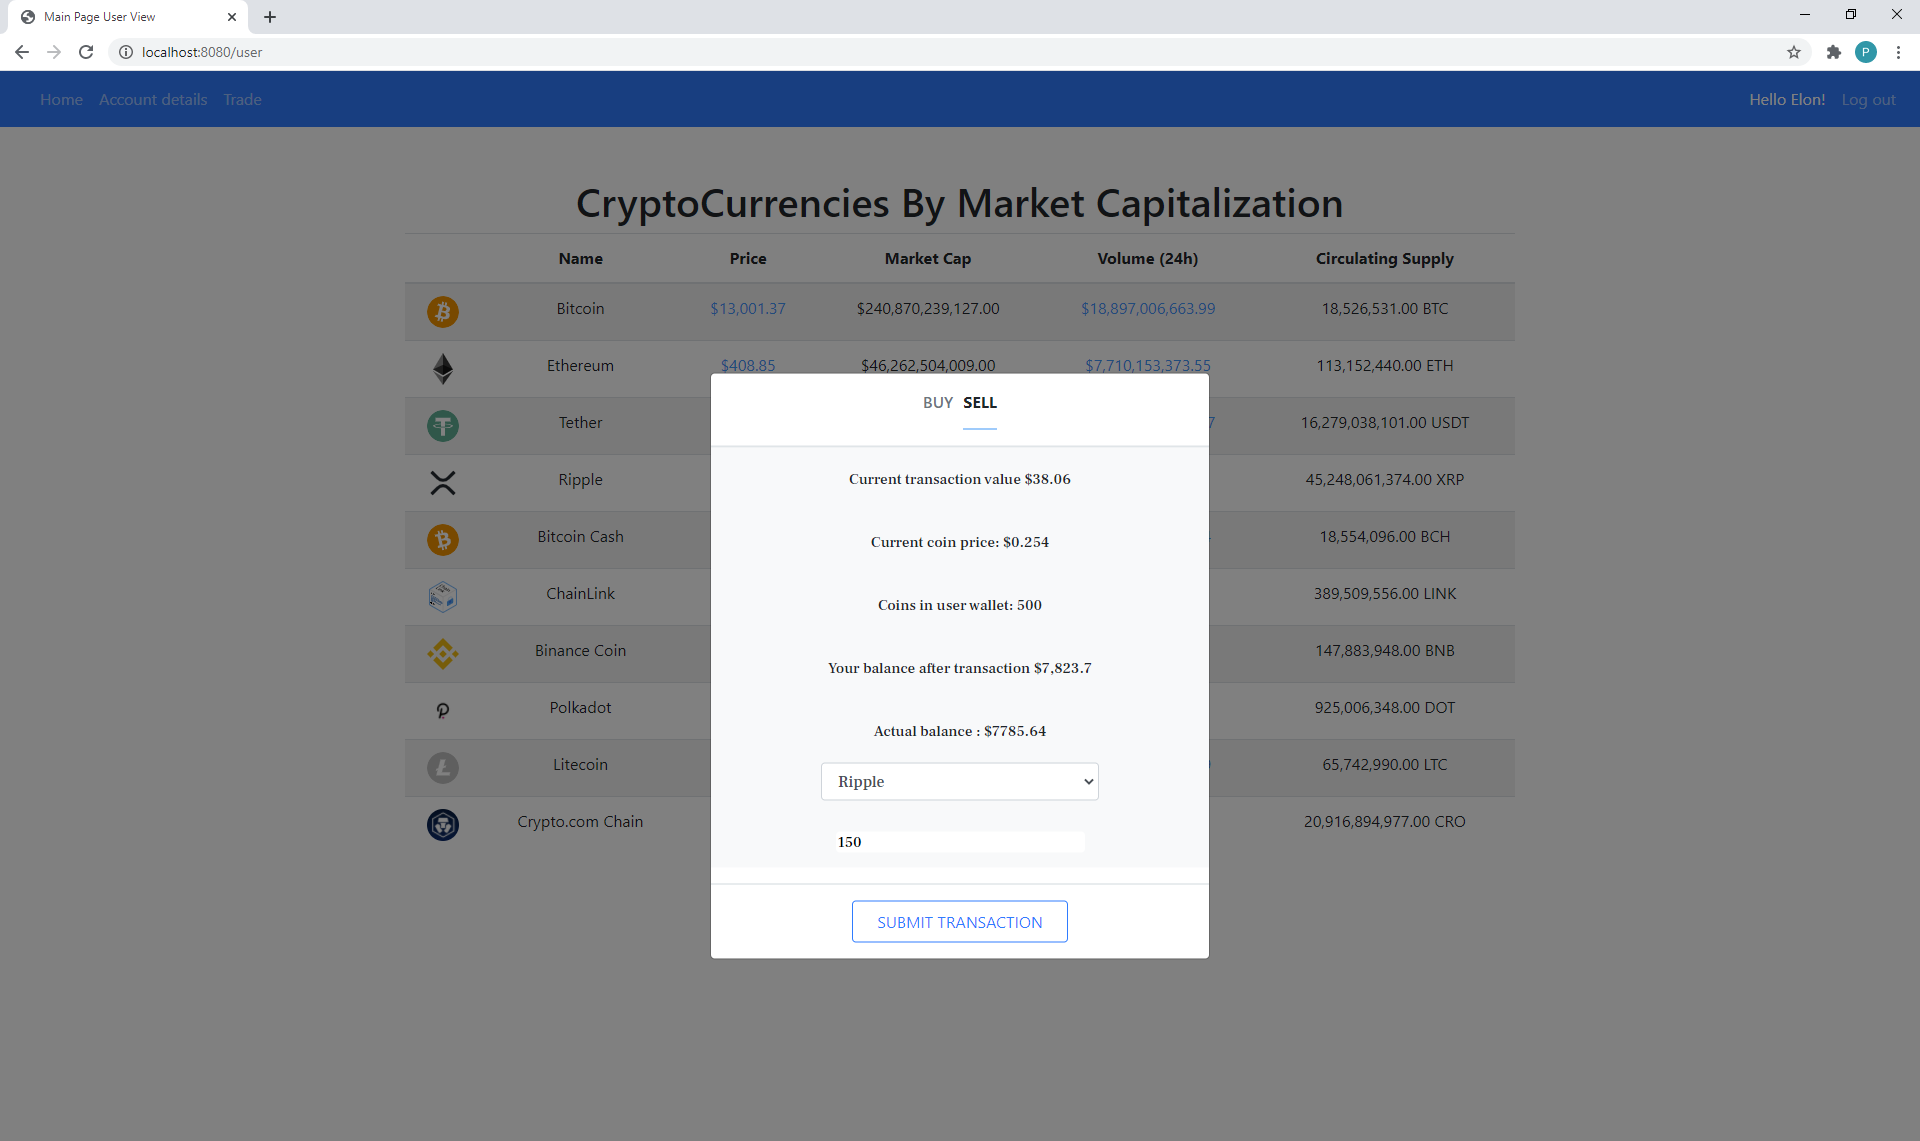 Main Page User View
localhost:8080/user
P
Home Account details Trade Hello Elon! Log out
CryptoCurrencies By Market Capitalization
Name Price Market Cap Volume (24h) Circulating Supply
Bitcoin $13,001.37 $240,870,239,127.00 $18,897,006,663.99 18,526,531.00 BTC
Ethereum $408.85 $46,262,504,009.00 $7,710,153,373.55 113,152,440.00 ETH
Tether 7 16,279,038,101.00 USDT
Ripple 45,248,061,374.00 XRP
Bitcoin Cash 18,554,096.00 BCH
ChainLink 389,509,556.00 LINK
Binance Coin 147,883,948.00 BNB
Polkadot 925,006,348.00 DOT
Litecoin 65,742,990.00 LTC
Crypto.com Chain 20,916,894,977.00 CRO
BUY SELL
Current transaction value $38.06
Current coin price: $0.254
Coins in user wallet: 500
Your balance after transaction $7,823.7
Actual balance : $7785.64
Ripple
150
SUBMIT TRANSACTION